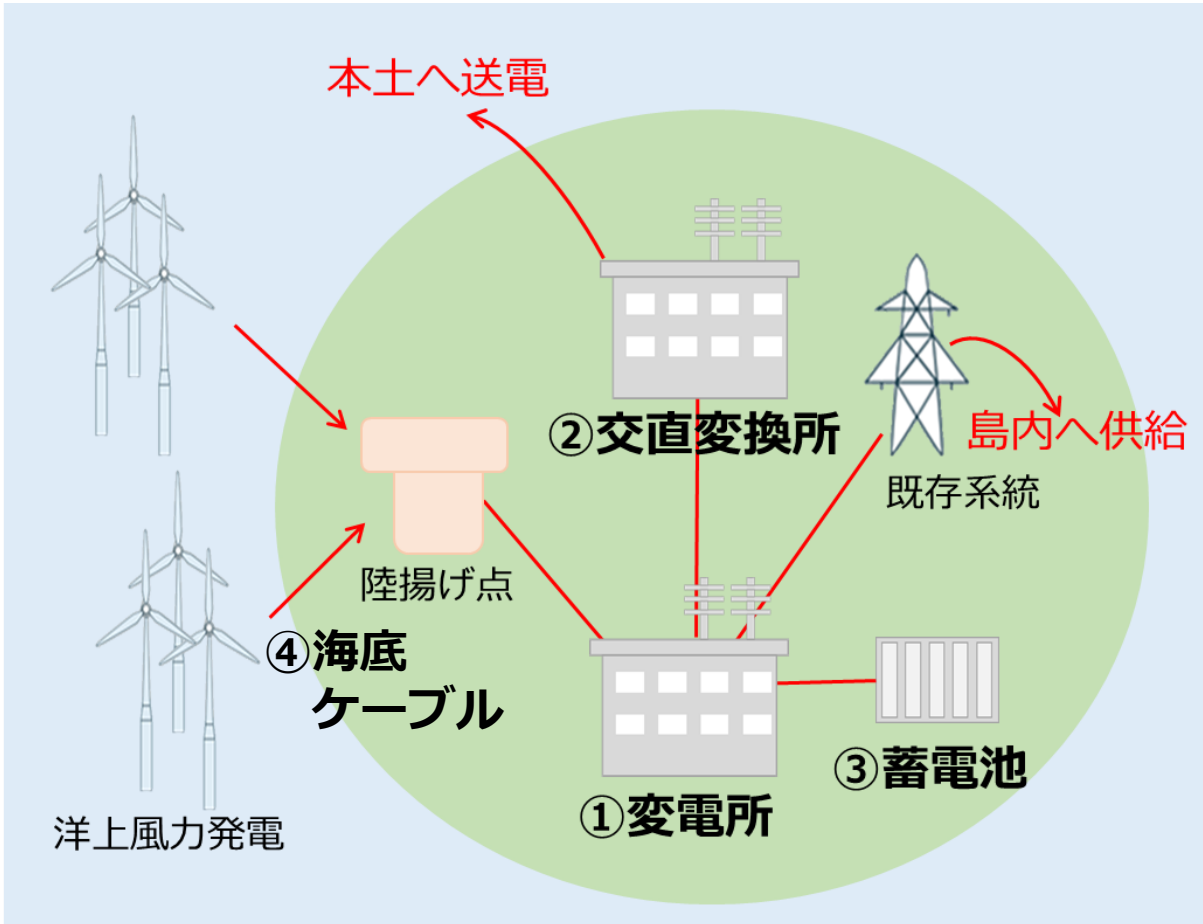 本土へ送電
②交直変換所
島内へ供給
既存系統
陸揚げ点
④海底
ケーブル
③蓄電池
①変電所
洋上風力発電